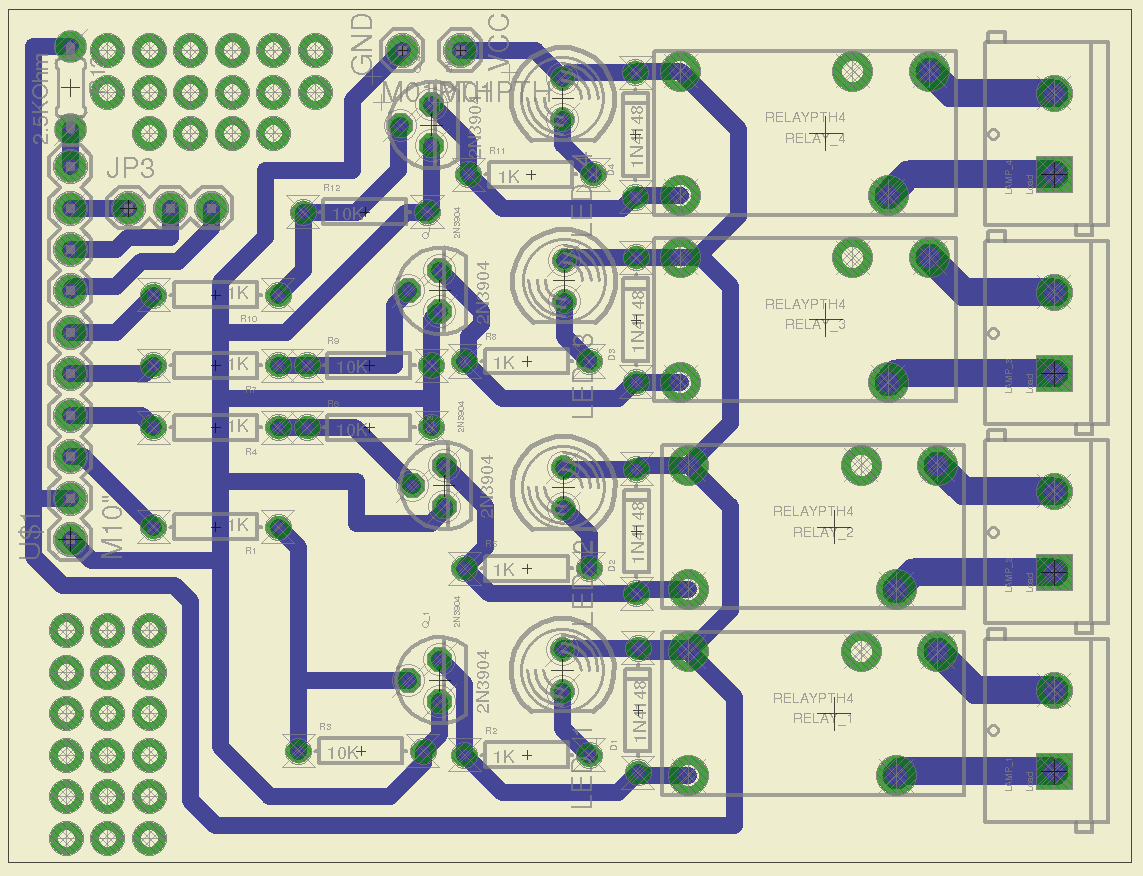 GND
VCC
M01PTH
2.5KOhm
JP3
2N3904
R11
1K
D4
1N4148
LED4
RELAYPTH4
RELAY_4
LAMP_4
Load
R12
10K
2N3904
1K
R10
2N3904
R8
1K
D3
1N4148
LED3
RELAYPTH4
RELAY_3
LAMP_3
Load
R9
10K
1K
R7
R6
10K
2N3904
1K
R4
2N3904
R5
1K
D2
1N4148
LED2
RELAYPTH4
RELAY_2
LAMP_2
Load
U$1
M10"
1K
R1
Q_1
2N3904
2N3904
R3
10K
R2
1K
D1
1N4148
LED1
RELAYPTH4
RELAY_1
LAMP_1
Load